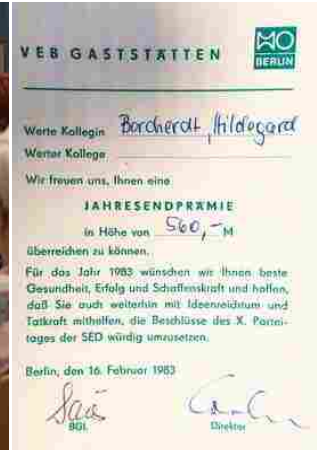 VEB GASTSTÄTTEN
HO
BERLIN
Werte Kollegin Borcherdt, Hildegard
Werter Kollege
Wir freuen uns, Ihnen eine
JAHRESENDPRÄMIE
in Höhe von 560,- M
überreichen zu können.
Für das Jahr 1983 wünschen wir Ihnen beste
Gesundheit, Erfolg und Schaffenskraft und hoffen,
daß Sie auch weiterhin mit Ideenreichtum und
Tatkraft mithelfen, die Beschlüsse des X. Partei-
tages der SED würdig umzusetzen.
Berlin, den 16. Februar 1983
BGL Direktor